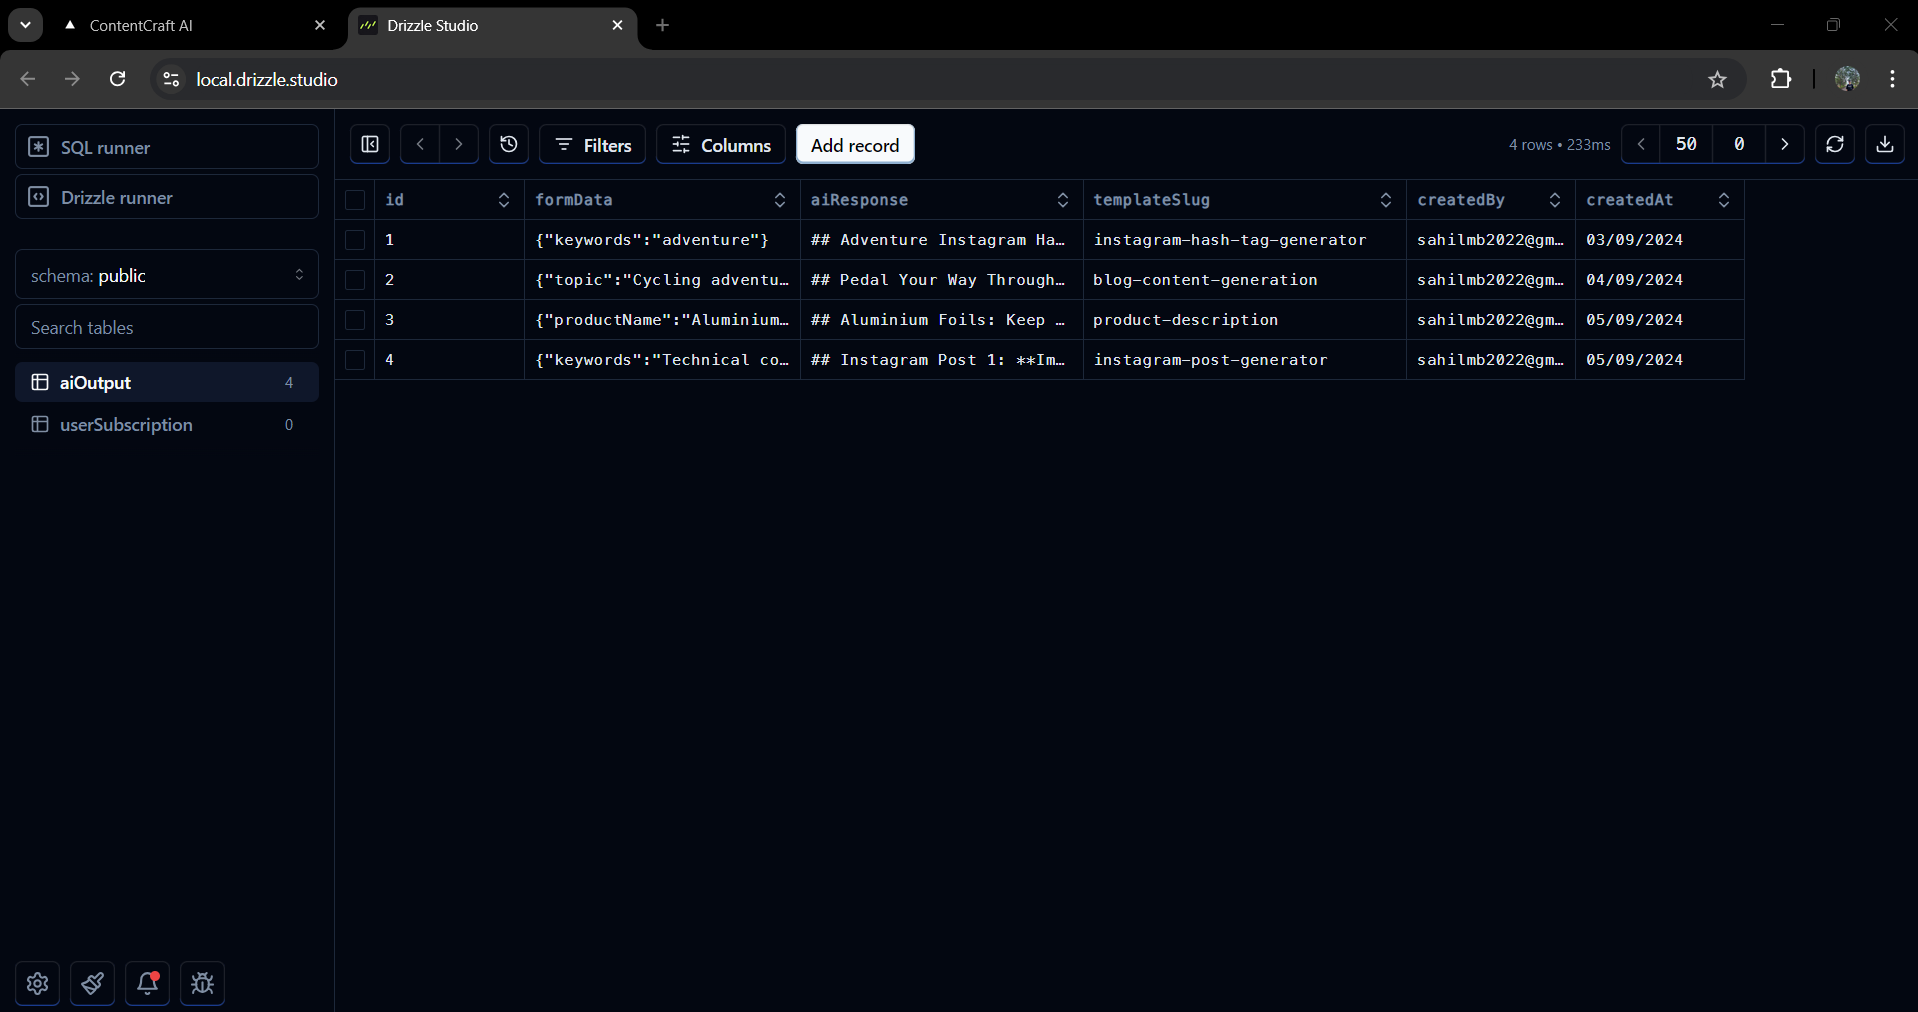 ContentCraft AI
Drizzle Studio
local.drizzle.studio
SQL runner
Drizzle runner
schema: public
Search tables
aiOutput 4
userSubscription 0
Filters
Columns
Add record
4 rows • 233ms
50
0
id formData aiResponse templateSlug createdBy createdAt
1 {"keywords":"adventure"} ## Adventure Instagram Ha… instagram-hash-tag-generator sahilmb2022@gm… 03/09/2024
2 {"topic":"Cycling adventu… ## Pedal Your Way Through… blog-content-generation sahilmb2022@gm… 04/09/2024
3 {"productName":"Aluminium… ## Aluminium Foils: Keep … product-description sahilmb2022@gm… 05/09/2024
4 {"keywords":"Technical co… ## Instagram Post 1: **Im… instagram-post-generator sahilmb2022@gm… 05/09/2024